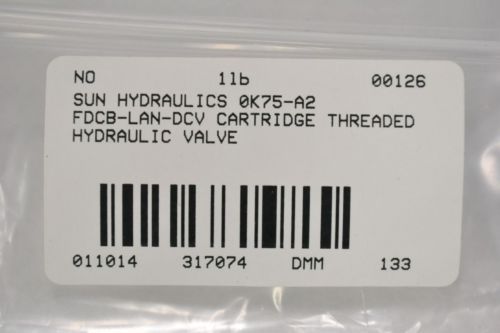 NO 1lb 00126
SUN HYDRAULICS 0K75-A2
FDCB-LAN-DCV CARTRIDGE THREADED
HYDRAULIC VALVE
011014 317074 DMM 133